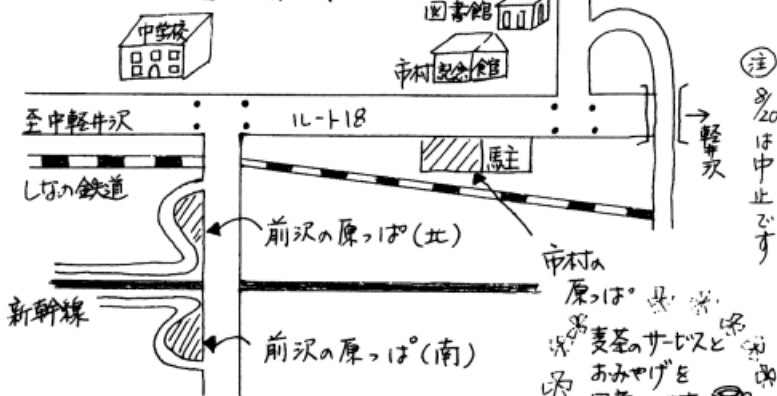 図書館
中学校
市村記念館
至中軽井沢
ルート18
→軽井沢
駐
しなの鉄道
前沢の原っぱ(北)
市村の
原っぱ
新幹線
前沢の原っぱ(南)
麦茶のサービスと
おみやげを
注 8/20は中止です